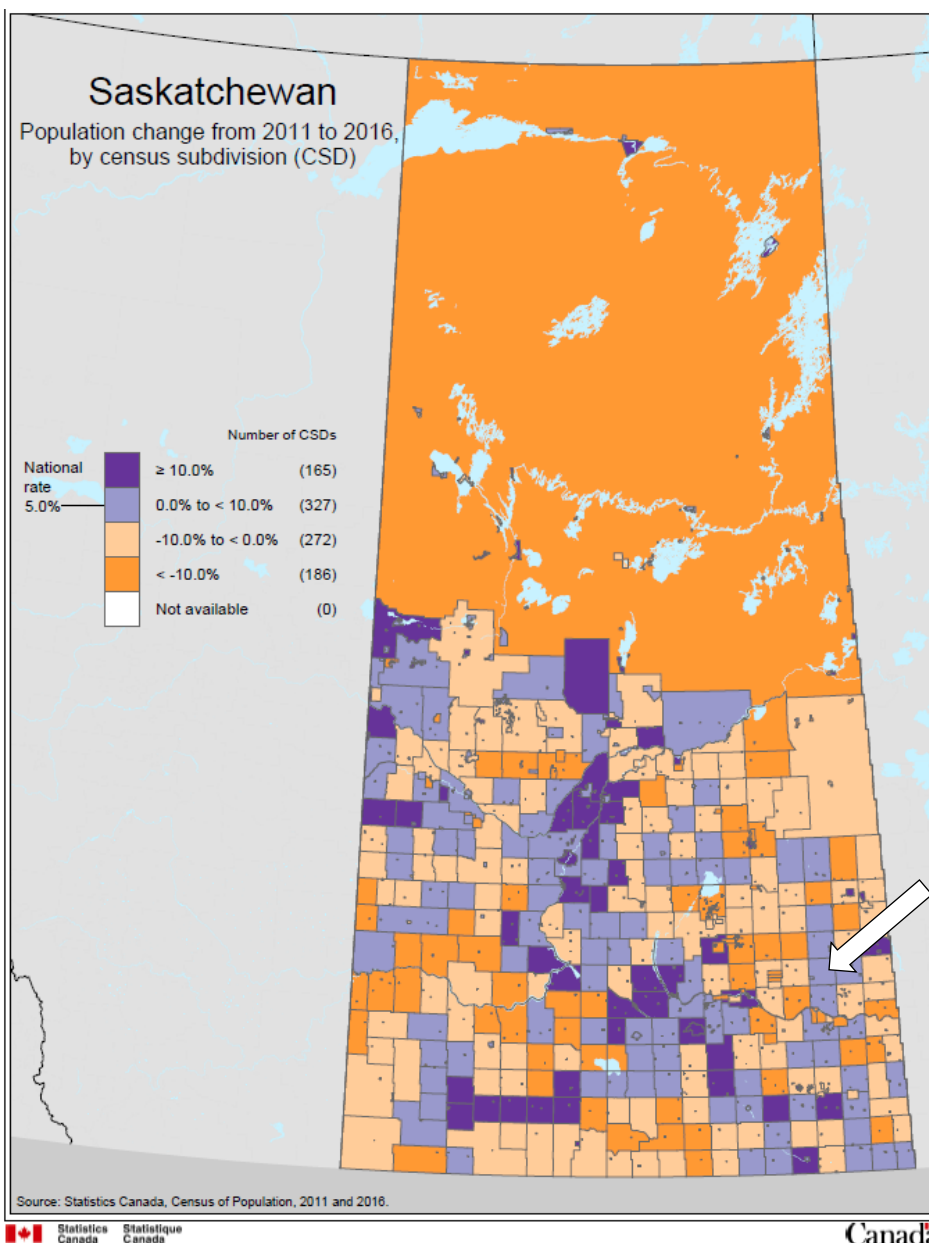 Saskatchewan
Population change from 2011 to 2016,
by census subdivision (CSD)
Number of CSDs
National
rate
5.0%
≥ 10.0% (165)
0.0% to < 10.0% (327)
-10.0% to < 0.0% (272)
< -10.0% (186)
Not available (0)
Source: Statistics Canada, Census of Population, 2011 and 2016.
Statistics Statistique
Canada Canada
Canada